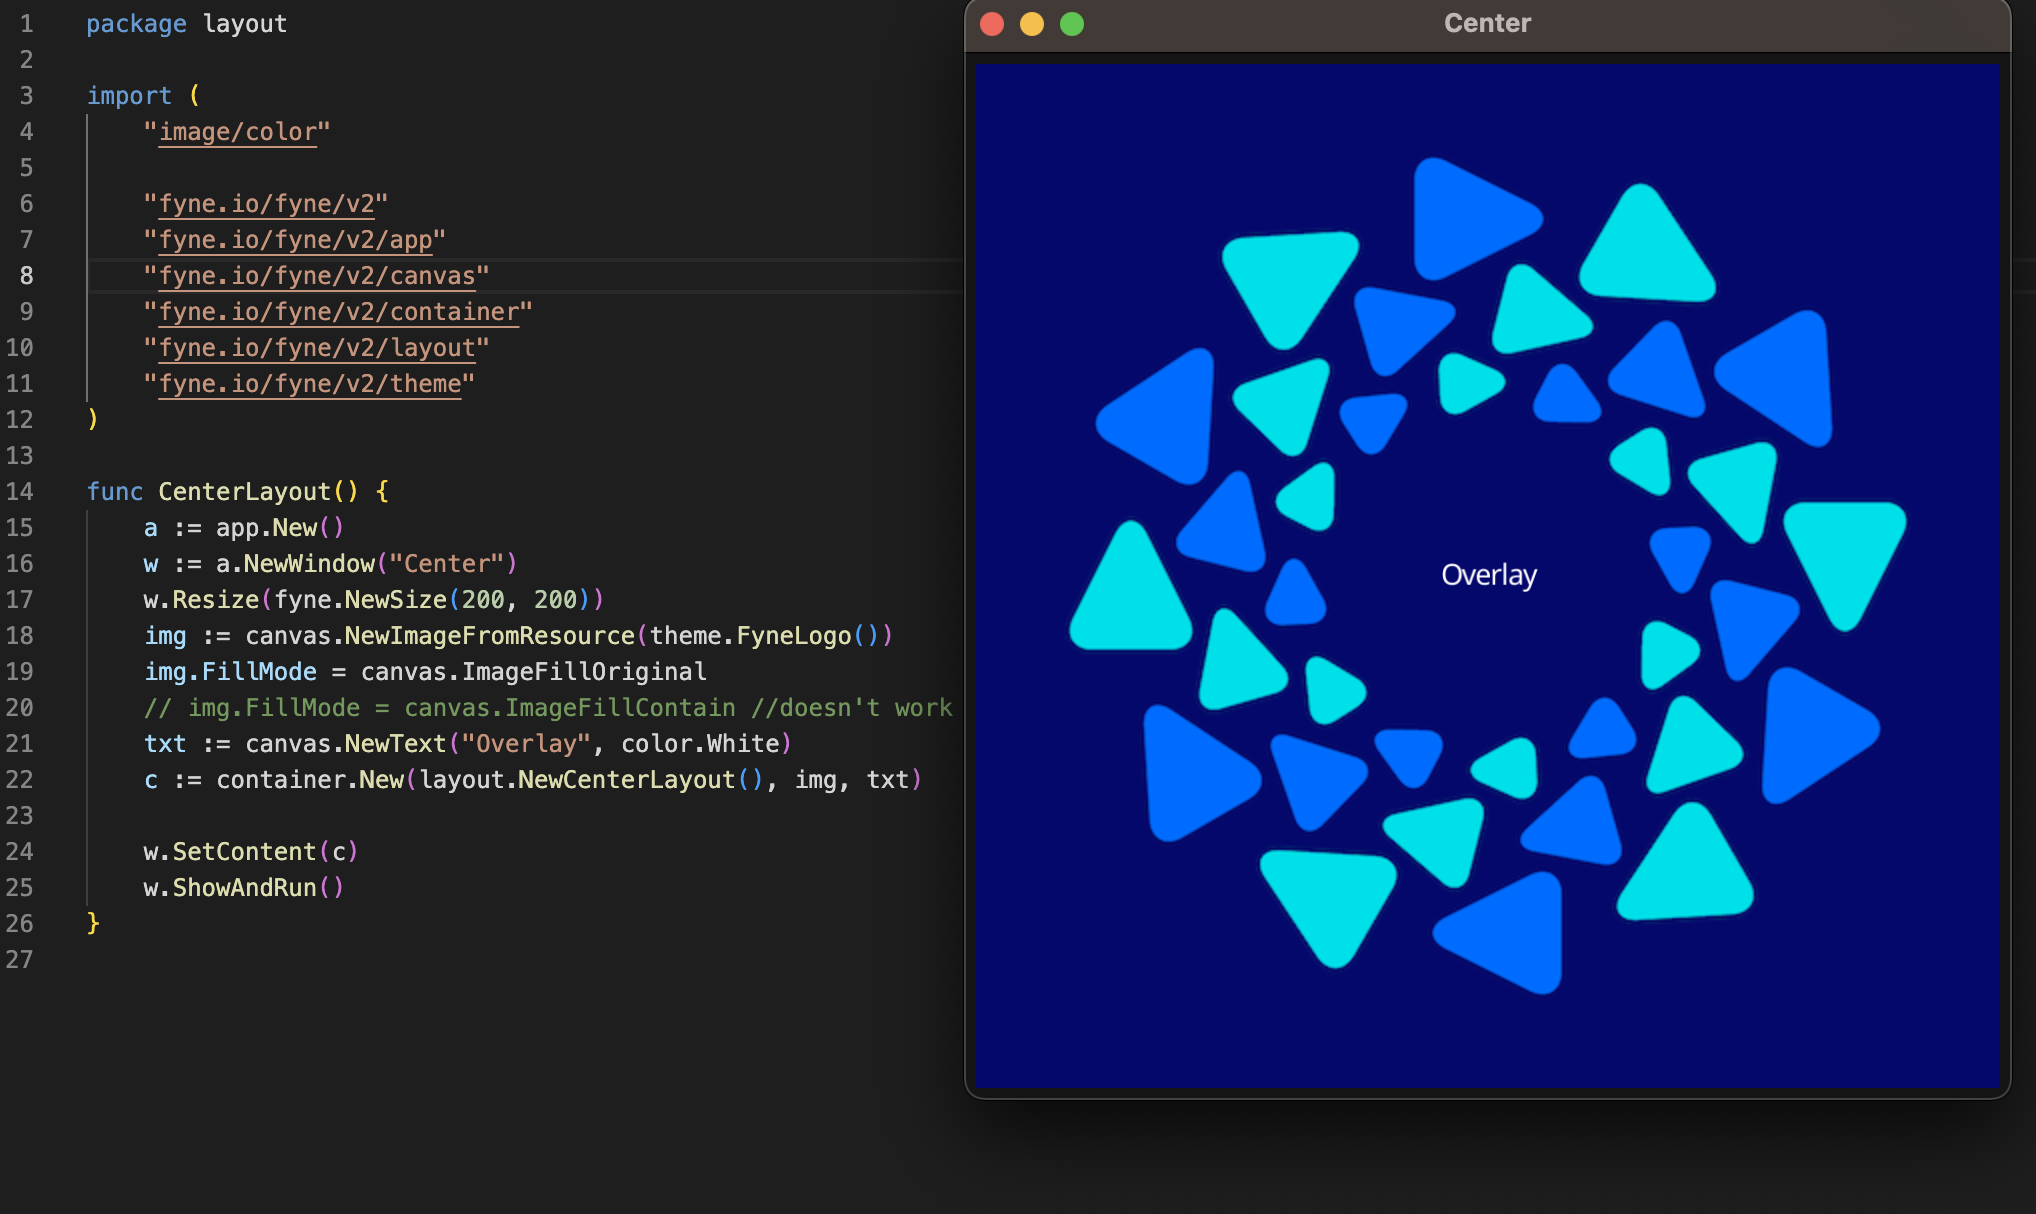 1 package layout
2
3 import (
4 "image/color"
5
6 "fyne.io/fyne/v2"
7 "fyne.io/fyne/v2/app"
8 "fyne.io/fyne/v2/canvas"
9 "fyne.io/fyne/v2/container"
10 "fyne.io/fyne/v2/layout"
11 "fyne.io/fyne/v2/theme"
12 )
13
14 func CenterLayout() {
15 a := app.New()
16 w := a.NewWindow("Center")
17 w.Resize(fyne.NewSize(200, 200))
18 img := canvas.NewImageFromResource(theme.FyneLogo())
19 img.FillMode = canvas.ImageFillOriginal
20 // img.FillMode = canvas.ImageFillContain //doesn't work
21 txt := canvas.NewText("Overlay", color.White)
22 c := container.New(layout.NewCenterLayout(), img, txt)
23
24 w.SetContent(c)
25 w.ShowAndRun()
26 }
27
Center
Overlay